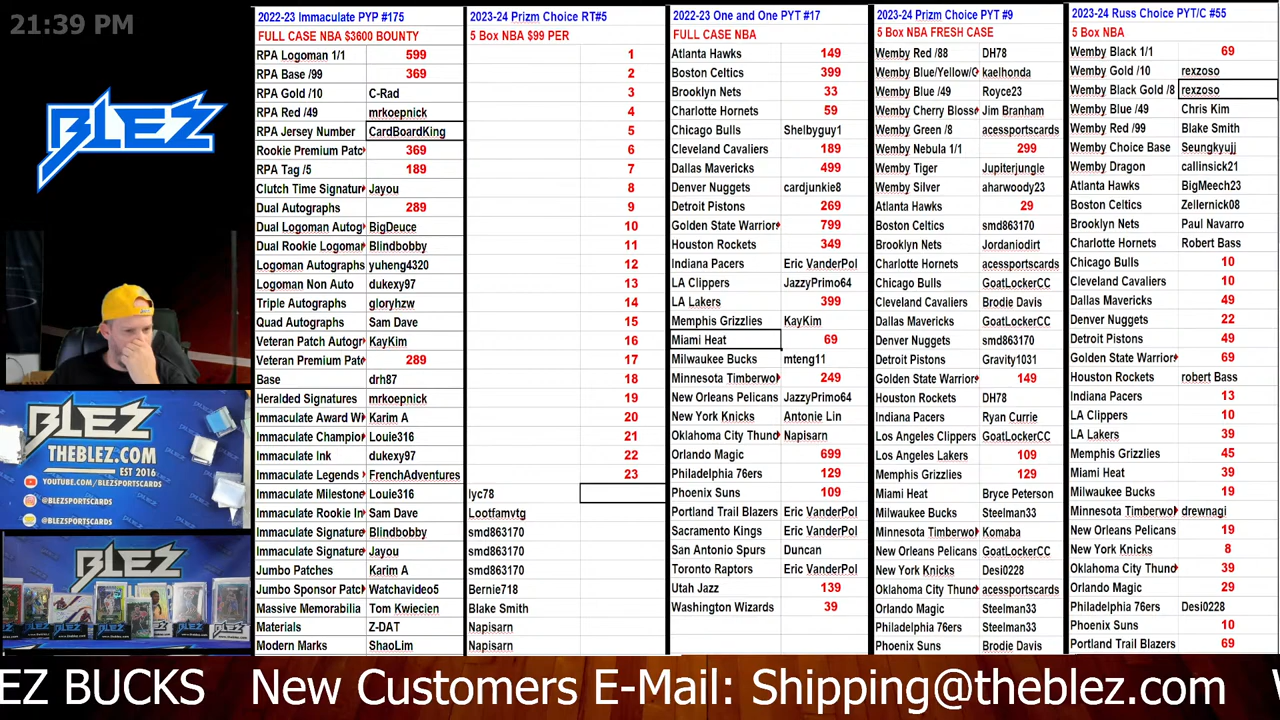 21:39 PM
BLEZ
BLEZ
THEBLEZ.COM
EST 2016
YOUTUBE.COM/BLEZSPORTSCARDS
@BLEZSPORTSCARDS
@BLEZSPORTSCARDS
BLEZ
2022-23 Immaculate PYP #175
FULL CASE NBA $3600 BOUNTY
RPA Logoman 1/1 599
RPA Base /99 369
RPA Gold /10 C-Rad
RPA Red /49 mrkoepnick
RPA Jersey Number CardBoardKing
Rookie Premium Patc 369
RPA Tag /5 189
Clutch Time Signatur Jayou
Dual Autographs 289
Dual Logoman Autog BigDeuce
Dual Rookie Logoma Blindbobby
Logoman Autographs yuheng4320
Logoman Non Auto dukexy97
Triple Autographs gloryhzw
Quad Autographs Sam Dave
Veteran Patch Autogr KayKim
Veteran Premium Pat 289
Base drh87
Heralded Signatures mrkoepnick
Immaculate Award Wi Karim A
Immaculate Champio Louie316
Immaculate Ink dukexy97
Immaculate Legends FrenchAdventures
Immaculate Milestone Louie316
Immaculate Rookie In Sam Dave
Immaculate Signatur Blindbobby
Immaculate Signatur Jayou
Jumbo Patches Karim A
Jumbo Sponsor Patc Watchavideo5
Massive Memorabilia Tom Kwiecien
Materials Z-DAT
Modern Marks ShaoLim
2023-24 Prizm Choice RT#5
5 Box NBA $99 PER
1
2
3
4
5
6
7
8
9
10
11
12
13
14
15
16
17
18
19
20
21
22
23
lyc78
Lootfamvtg
smd863170
smd863170
smd863170
Bernie718
Blake Smith
Napisarn
Napisarn
2022-23 One and One PYT #17
FULL CASE NBA
Atlanta Hawks 149
Boston Celtics 399
Brooklyn Nets 33
Charlotte Hornets 59
Chicago Bulls Shelbyguy1
Cleveland Cavaliers 189
Dallas Mavericks 499
Denver Nuggets cardjunkie8
Detroit Pistons 269
Golden State Warrior 799
Houston Rockets 349
Indiana Pacers Eric VanderPol
LA Clippers JazzyPrimo64
LA Lakers 399
Memphis Grizzlies KayKim
Miami Heat 69
Milwaukee Bucks mteng11
Minnesota Timberwol 249
New Orleans Pelicans JazzyPrimo64
New York Knicks Antonie Lin
Oklahoma City Thund Napisarn
Orlando Magic 699
Philadelphia 76ers 129
Phoenix Suns 109
Portland Trail Blazers Eric VanderPol
Sacramento Kings Eric VanderPol
San Antonio Spurs Duncan
Toronto Raptors Eric VanderPol
Utah Jazz 139
Washington Wizards 39
2023-24 Prizm Choice PYT #9
5 Box NBA FRESH CASE
Wemby Red /88 DH78
Wemby Blue/Yellow/G kaelhonda
Wemby Blue /49 Royce23
Wemby Cherry Blosso Jim Branham
Wemby Green /8 acessportscards
Wemby Nebula 1/1 299
Wemby Tiger Jupiterjungle
Wemby Silver aharwoody23
Atlanta Hawks 29
Boston Celtics smd863170
Brooklyn Nets Jordaniodirt
Charlotte Hornets acessportscards
Chicago Bulls GoatLockerCC
Cleveland Cavaliers Brodie Davis
Dallas Mavericks GoatLockerCC
Denver Nuggets smd863170
Detroit Pistons Gravity1031
Golden State Warrior 149
Houston Rockets DH78
Indiana Pacers Ryan Currie
Los Angeles Clippers GoatLockerCC
Los Angeles Lakers 109
Memphis Grizzlies 129
Miami Heat Bryce Peterson
Milwaukee Bucks Steelman33
Minnesota Timberwo Komaba
New Orleans Pelicans GoatLockerCC
New York Knicks Desi0228
Oklahoma City Thund acessportscards
Orlando Magic Steelman33
Philadelphia 76ers Steelman33
Phoenix Suns Brodie Davis
2023-24 Russ Choice PYT/C #55
5 Box NBA
Wemby Black 1/1 69
Wemby Gold /10 rexzoso
Wemby Black Gold /8 rexzoso
Wemby Blue /49 Chris Kim
Wemby Red /99 Blake Smith
Wemby Choice Base Seungkyujj
Wemby Dragon callinsick21
Atlanta Hawks BigMeech23
Boston Celtics Zellernick08
Brooklyn Nets Paul Navarro
Charlotte Hornets Robert Bass
Chicago Bulls 10
Cleveland Cavaliers 10
Dallas Mavericks 49
Denver Nuggets 22
Detroit Pistons 49
Golden State Warrior 69
Houston Rockets robert Bass
Indiana Pacers 13
LA Clippers 10
LA Lakers 39
Memphis Grizzlies 45
Miami Heat 39
Milwaukee Bucks 19
Minnesota Timberwo drewnagi
New Orleans Pelicans 19
New York Knicks 8
Oklahoma City Thund 39
Orlando Magic 29
Philadelphia 76ers Desi0228
Phoenix Suns 10
Portland Trail Blazers 69
EZ BUCKS New Customers E-Mail: Shipping@theblez.com